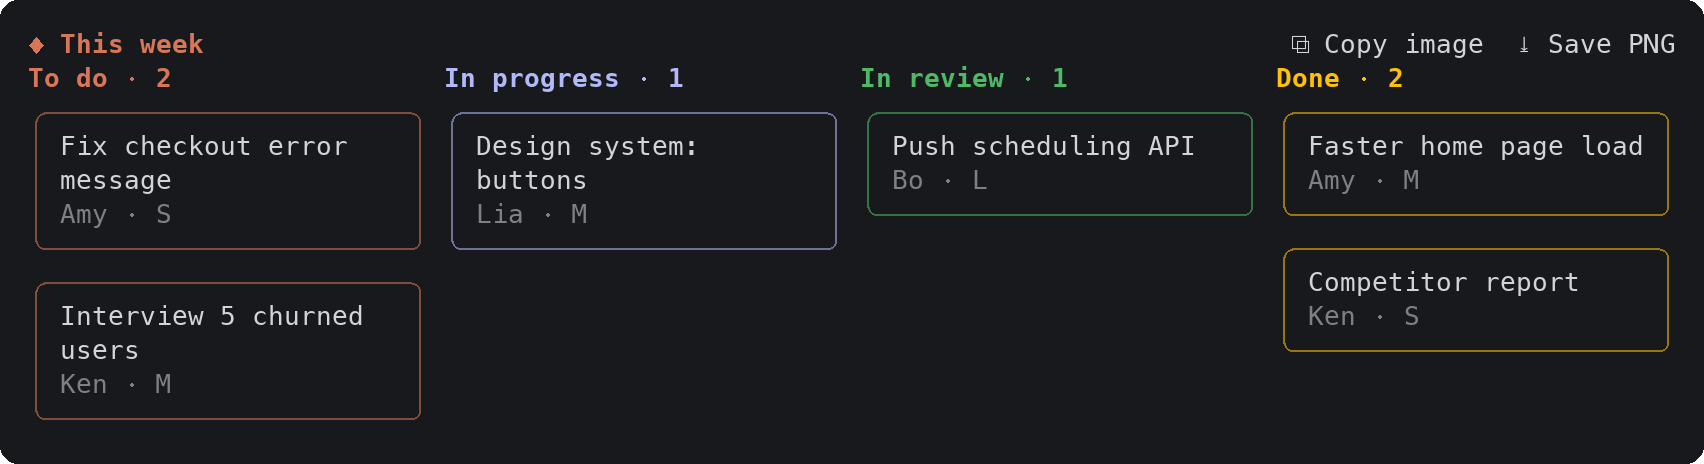 ♦ This week
⧉ Copy image ⤓ Save PNG
To do · 2
Fix checkout error
message
Amy · S
Interview 5 churned
users
Ken · M
In progress · 1
Design system:
buttons
Lia · M
In review · 1
Push scheduling API
Bo · L
Done · 2
Faster home page load
Amy · M
Competitor report
Ken · S